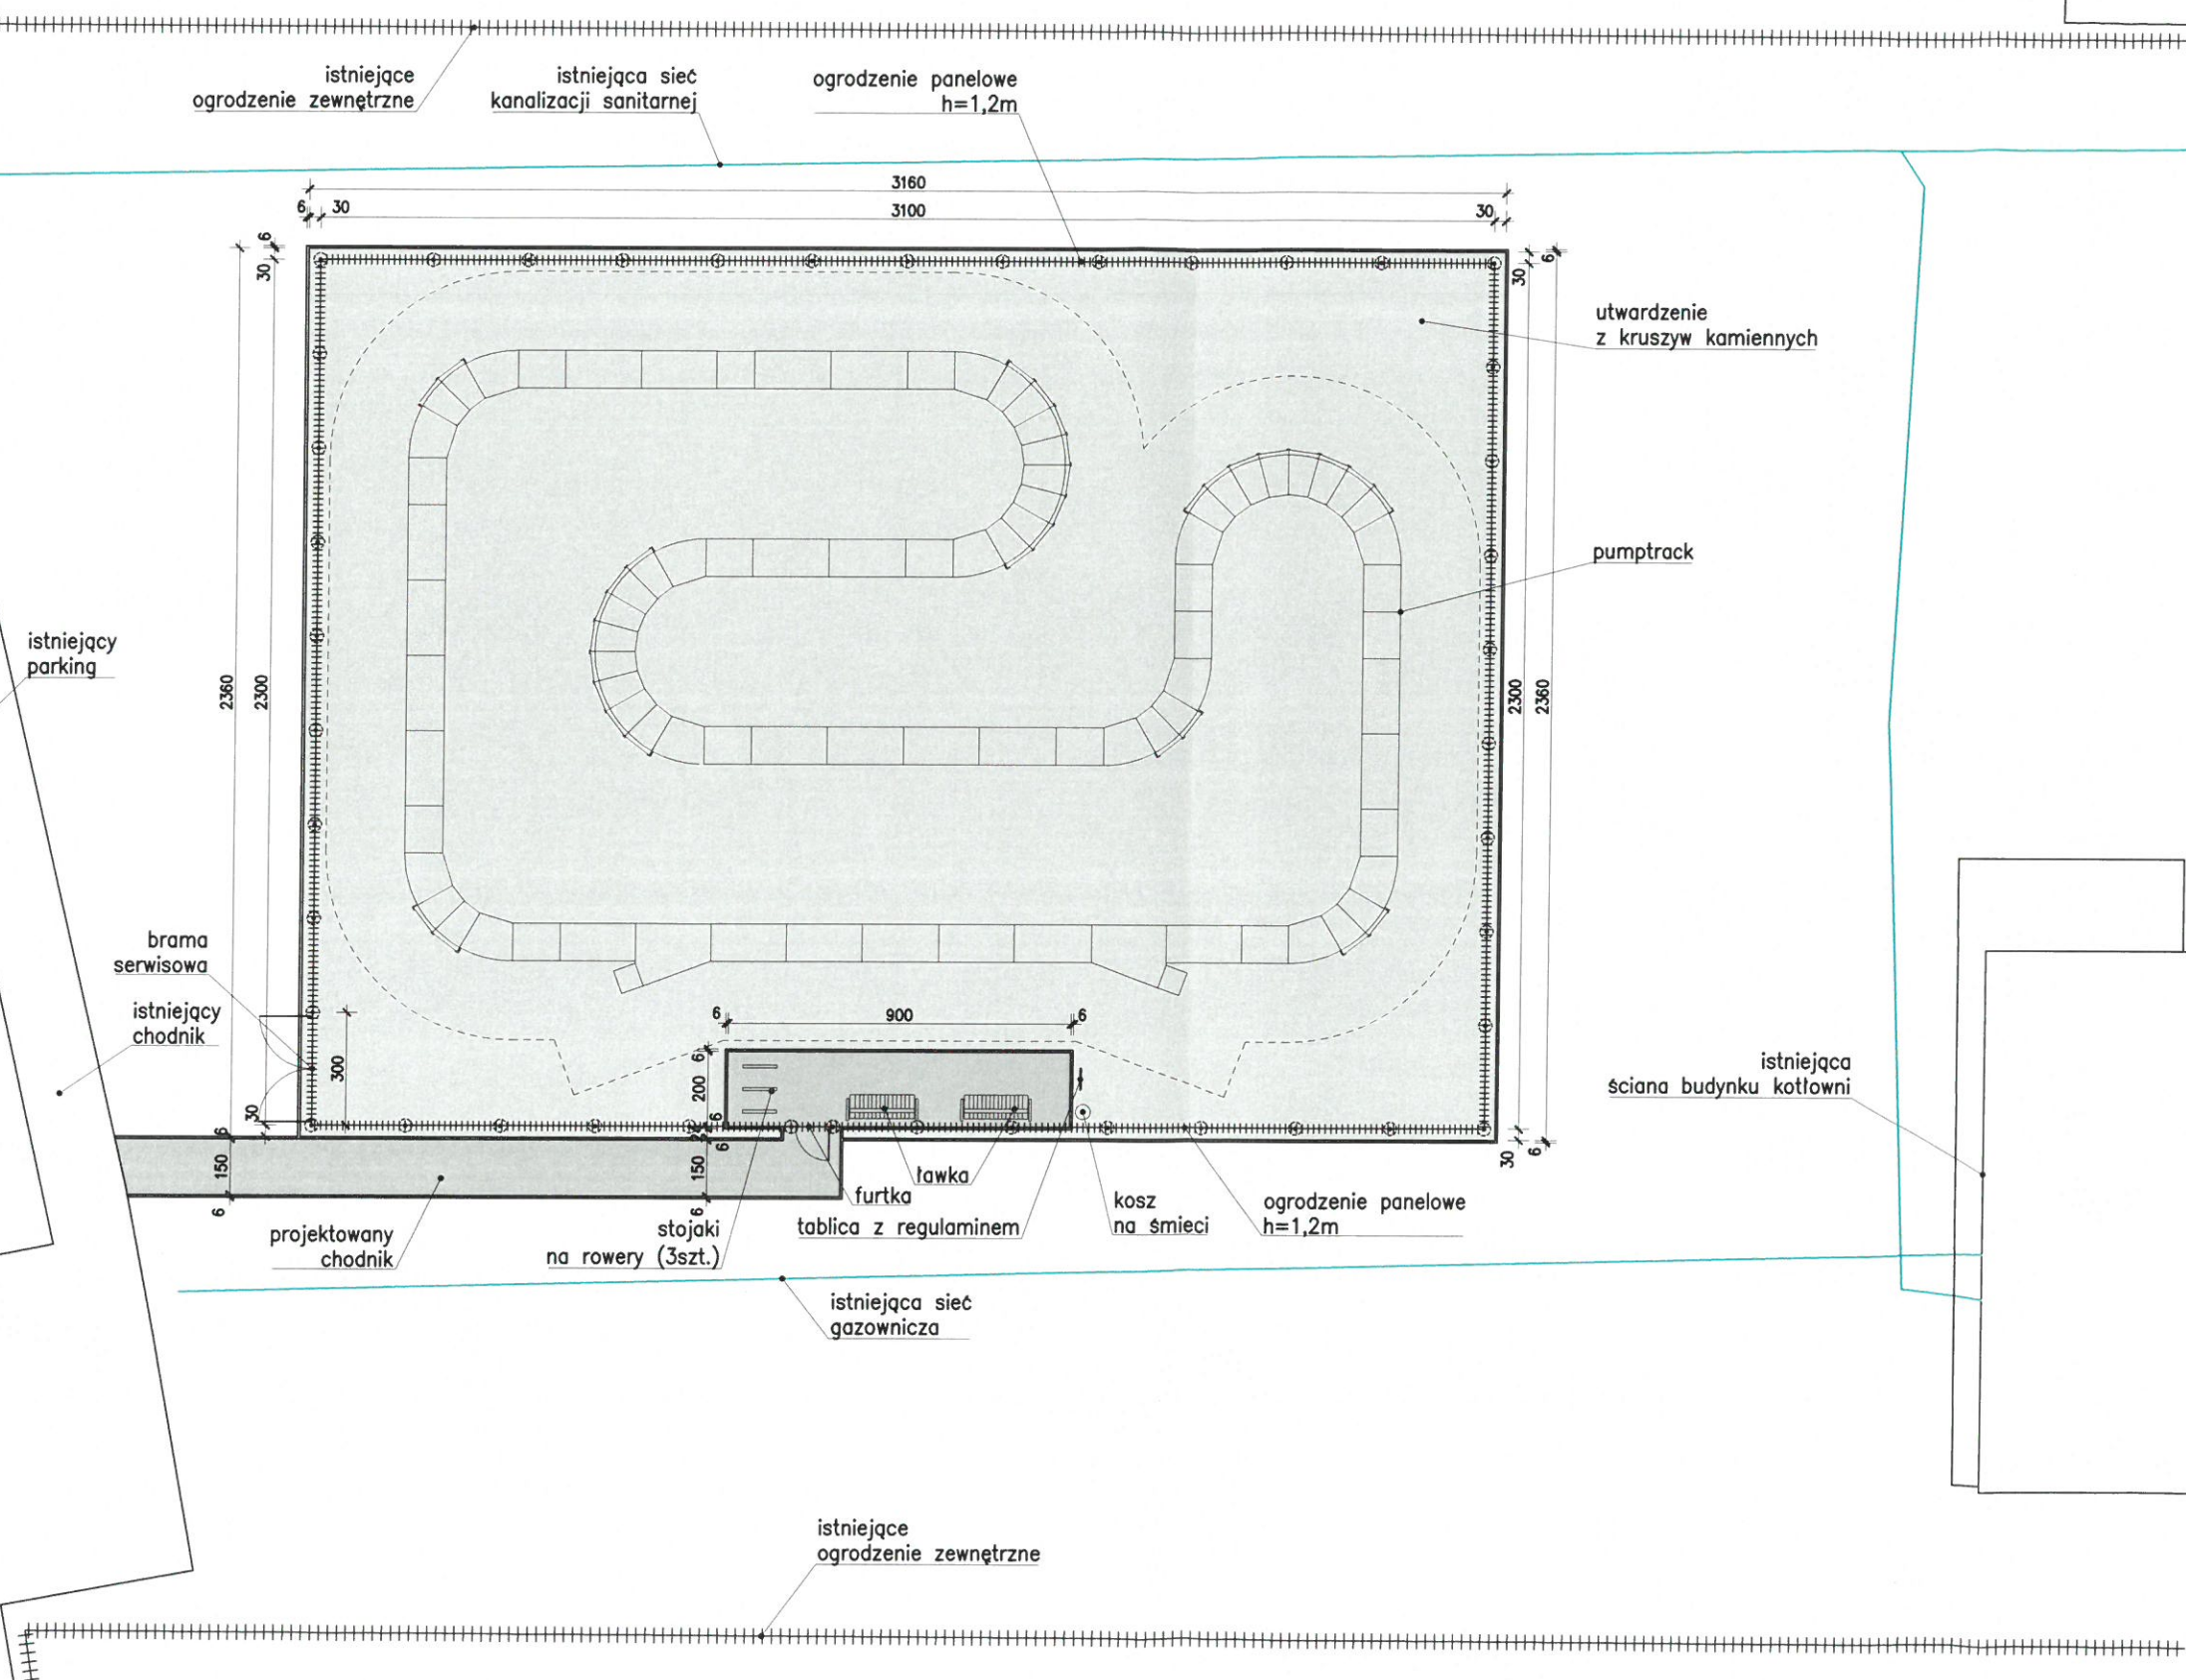 istniejące
ogrodzenie zewnętrzne
istniejąca sieć
kanalizacji sanitarnej
ogrodzenie panelowe
h=1,2m
3160
6 30 3100 30
6
30
6
30
utwardzenie
z kruszyw kamiennych
pumptrack
istniejący
parking
2360 2300
2300 2360
brama
serwisowa
istniejący
chodnik
6 900 6
300
6
200
6
30
istniejąca
ściana budynku kotłowni
6
150
6
22
6
150
6
30 6
ławka
furtka
tablica z regulaminem
kosz
na śmieci
ogrodzenie panelowe
h=1,2m
projektowany
chodnik
stojaki
na rowery (3szt.)
istniejąca sieć
gazownicza
istniejące
ogrodzenie zewnętrzne